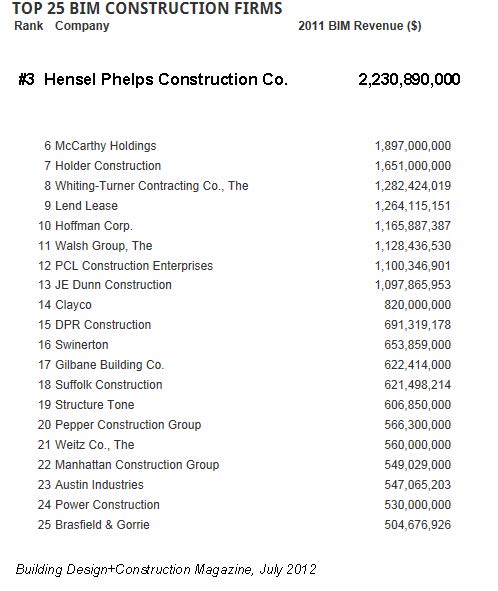 TOP 25 BIM CONSTRUCTION FIRMS
Rank Company 2011 BIM Revenue ($)
#3 Hensel Phelps Construction Co. 2,230,890,000
6 McCarthy Holdings 1,897,000,000
7 Holder Construction 1,651,000,000
8 Whiting-Turner Contracting Co., The 1,282,424,019
9 Lend Lease 1,264,115,151
10 Hoffman Corp. 1,165,887,387
11 Walsh Group, The 1,128,436,530
12 PCL Construction Enterprises 1,100,346,901
13 JE Dunn Construction 1,097,865,953
14 Clayco 820,000,000
15 DPR Construction 691,319,178
16 Swinerton 653,859,000
17 Gilbane Building Co. 622,414,000
18 Suffolk Construction 621,498,214
19 Structure Tone 606,850,000
20 Pepper Construction Group 566,300,000
21 Weitz Co., The 560,000,000
22 Manhattan Construction Group 549,029,000
23 Austin Industries 547,065,203
24 Power Construction 530,000,000
25 Brasfield & Gorrie 504,676,926
Building Design+Construction Magazine, July 2012